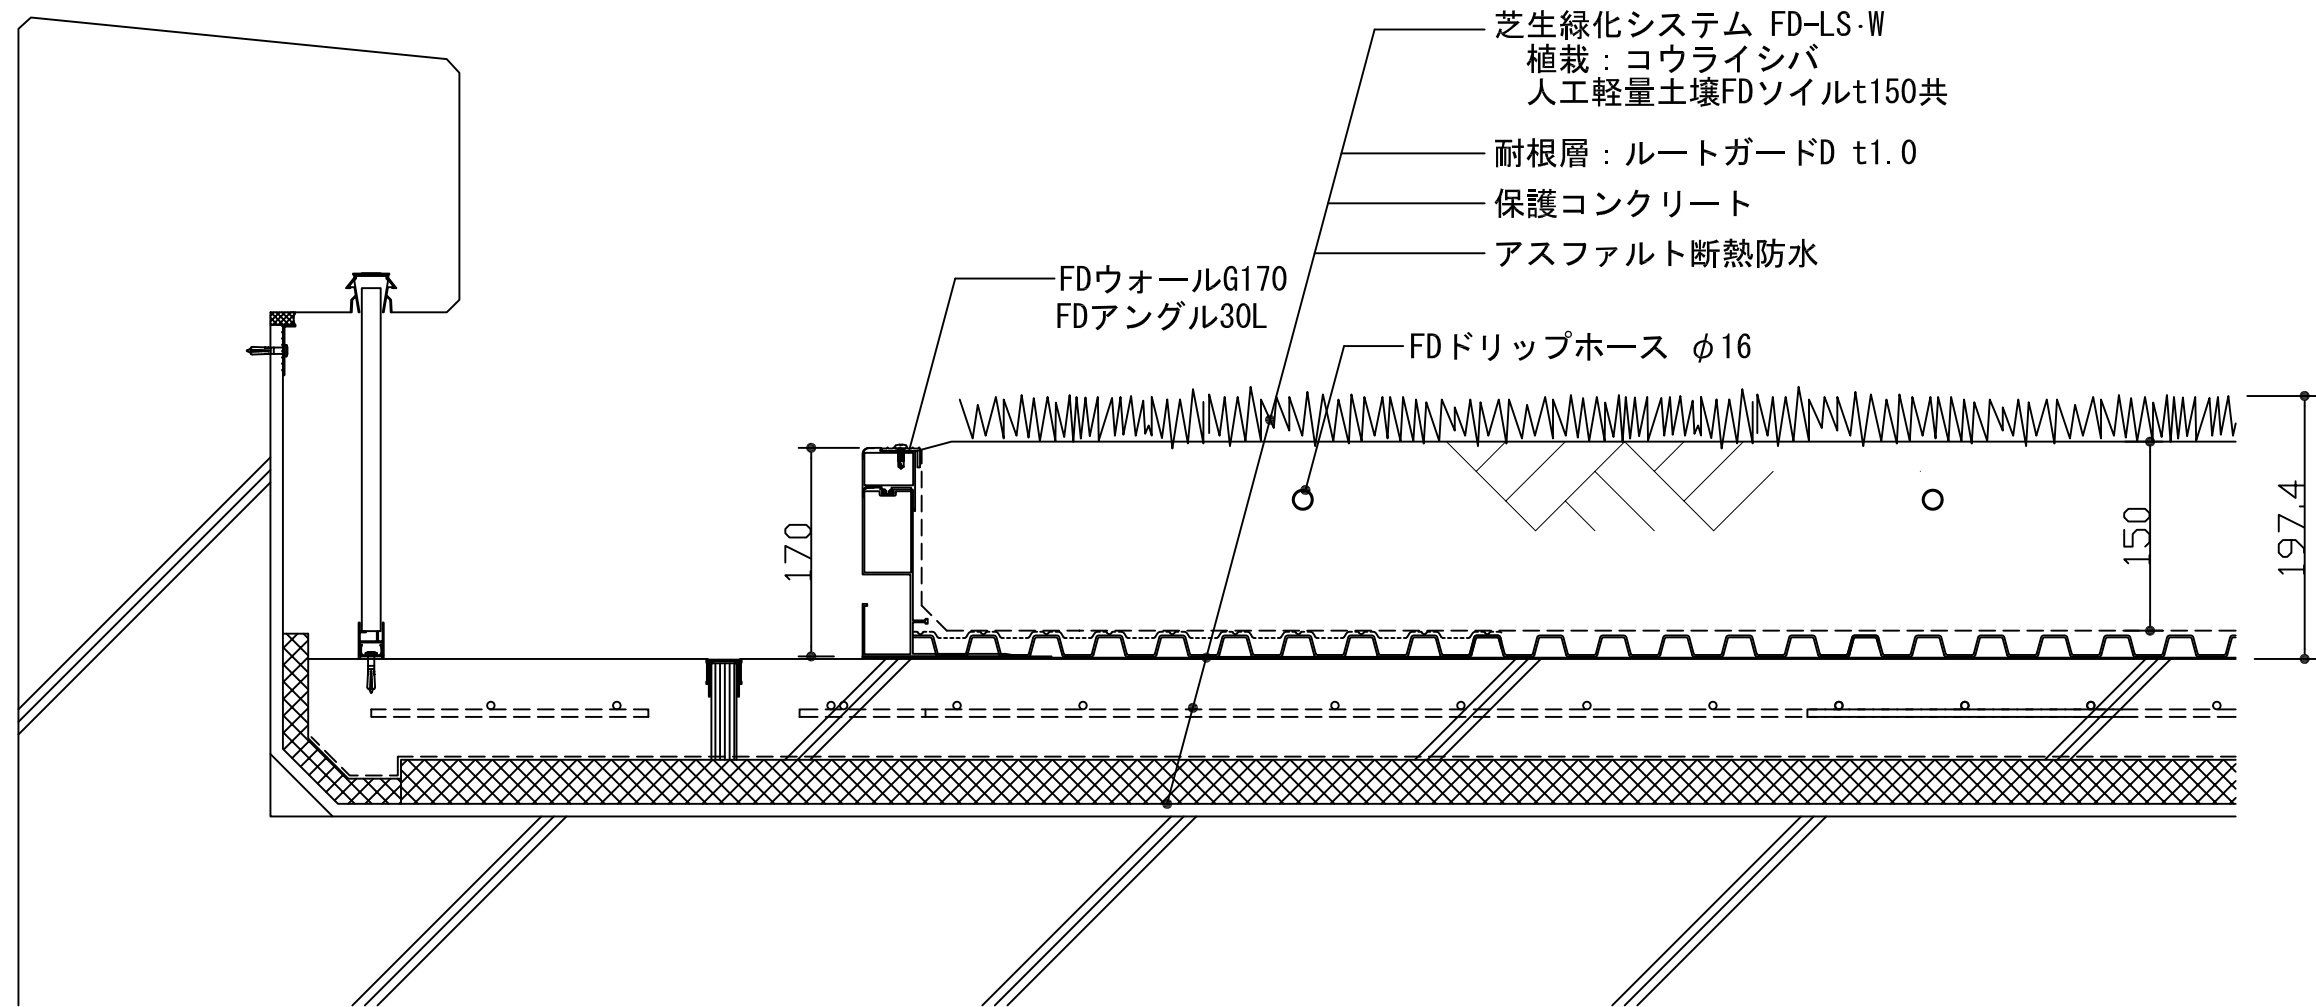 芝生緑化システム FD-LS･W
植栽：コウライシバ
人工軽量土壌FDソイルt150共
耐根層：ルートガードD t1.0
保護コンクリート
アスファルト断熱防水
FDウォールG170
FDアングル30L
FDドリップホース φ16
170
150
197.4